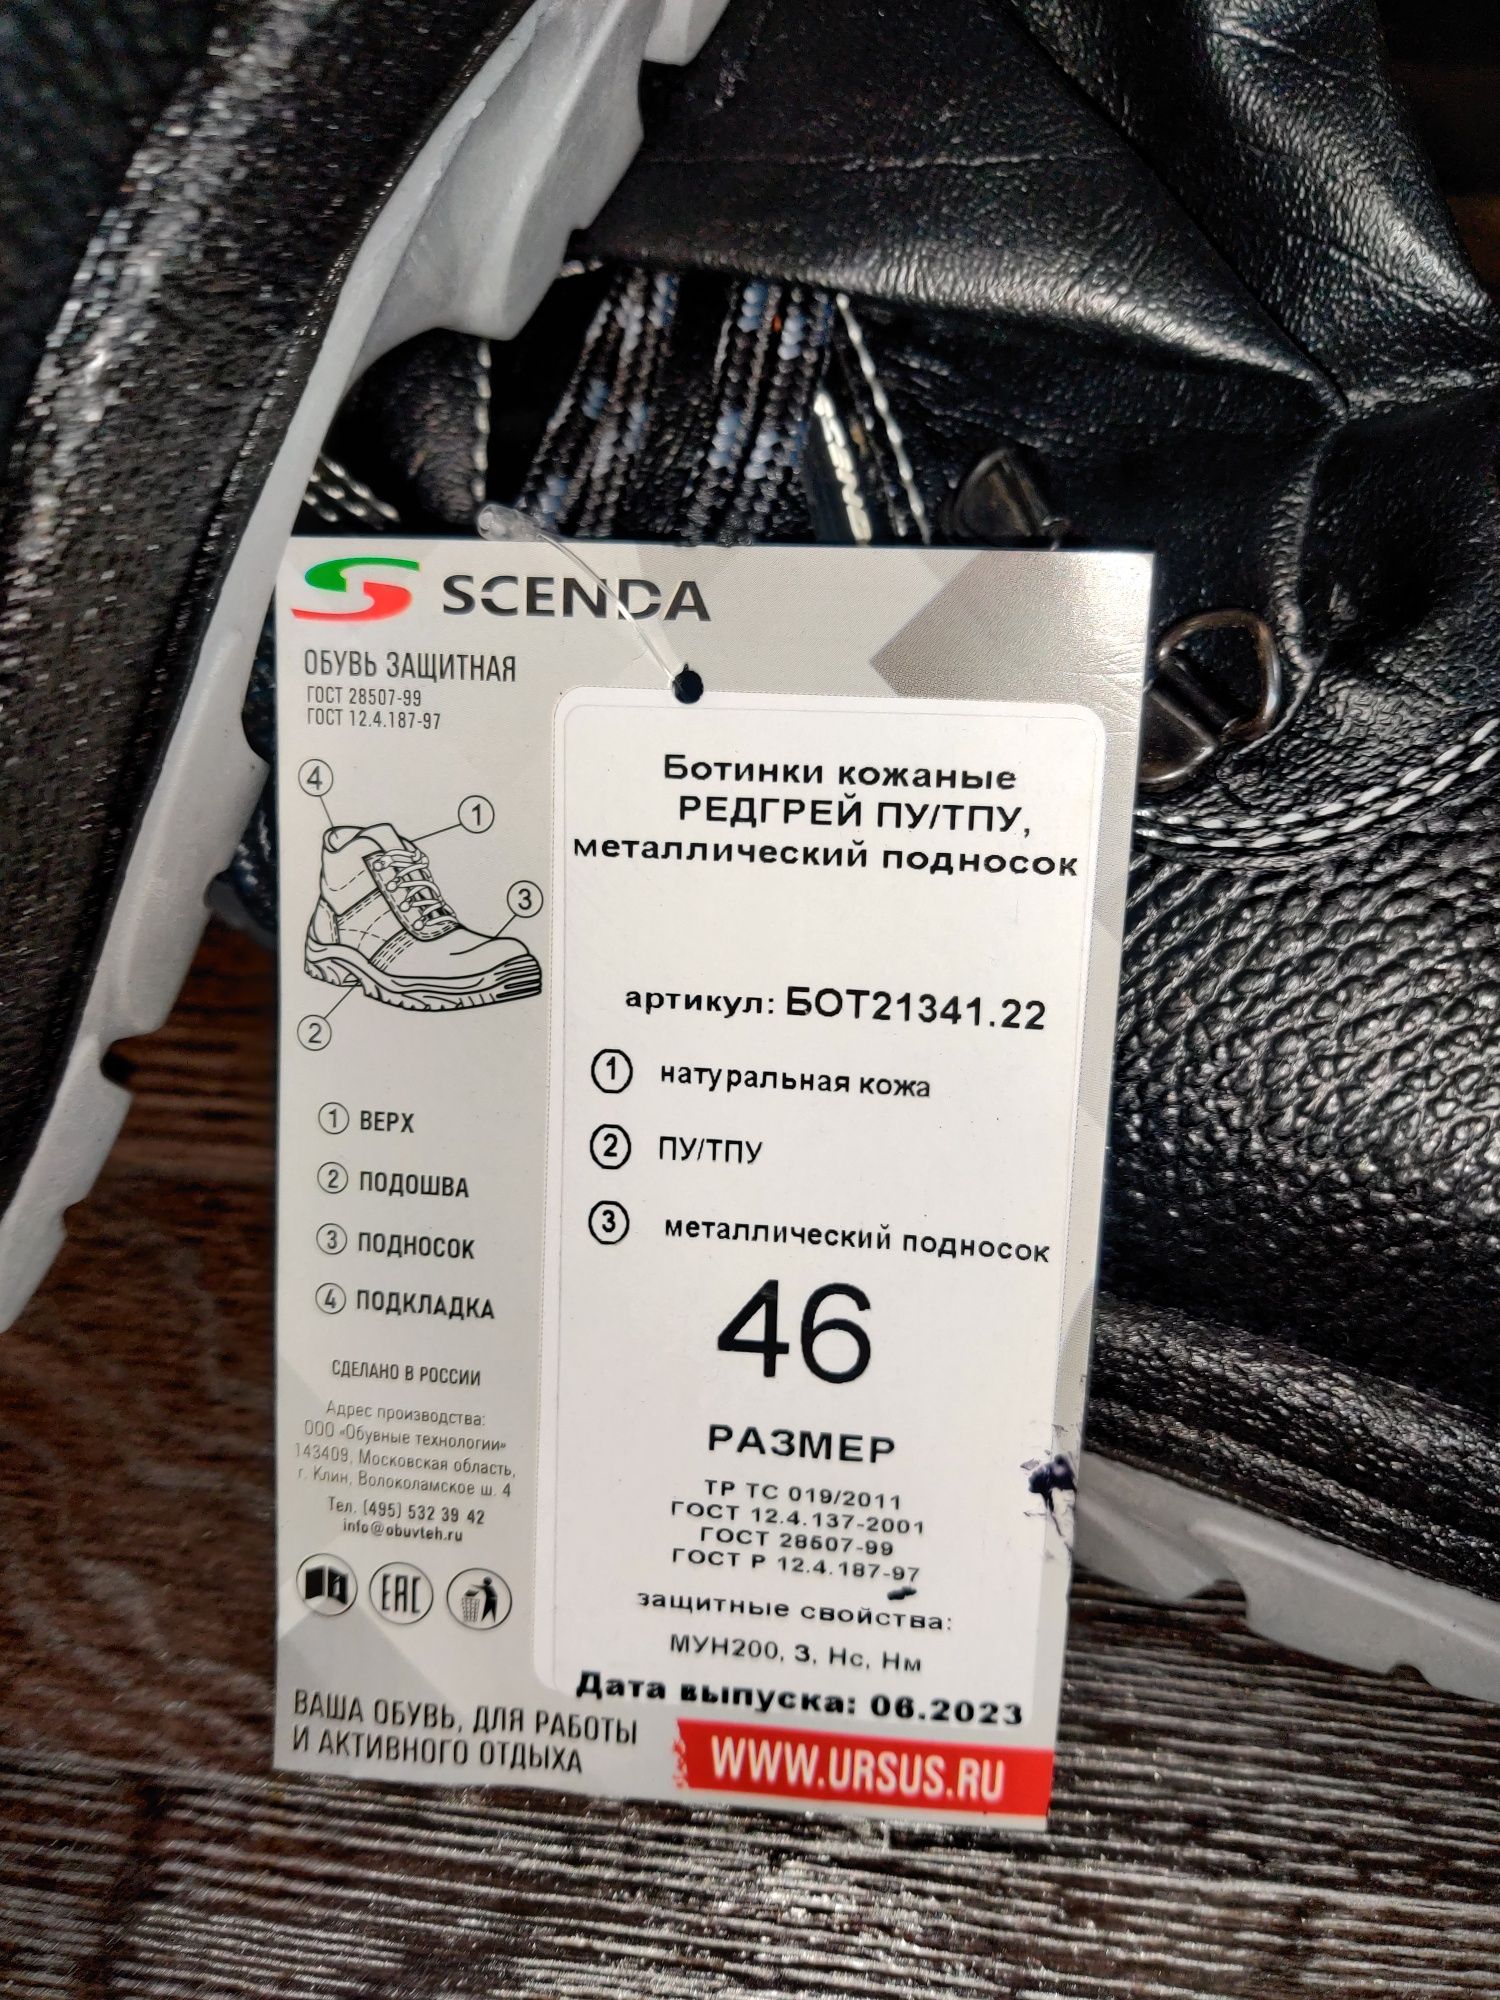 SCENDA
ОБУВЬ ЗАЩИТНАЯ
ГОСТ 28507-99
ГОСТ 12.4.187-97
4
1
3
2
1 ВЕРХ
2 ПОДОШВА
3 ПОДНОСОК
4 ПОДКЛАДКА
СДЕЛАНО В РОССИИ
Адрес производства:
ООО «Обувные технологии»
143409, Московская область,
г. Клин, Волоколамское ш. 4
Тел. (495) 532 39 42
info@obuvteh.ru
EAC
ВАША ОБУВЬ, ДЛЯ РАБОТЫ
И АКТИВНОГО ОТДЫХА
Ботинки кожаные
РЕДГРЕЙ ПУ/ТПУ,
металлический подносок
артикул: БОТ21341.22
1 натуральная кожа
2 ПУ/ТПУ
3 металлический подносок
46
РАЗМЕР
ТР ТС 019/2011
ГОСТ 12.4.137-2001
ГОСТ 28507-99
ГОСТ Р 12.4.187-97
защитные свойства:
МУН200, З, Нс, Нм
Дата выпуска: 06.2023
WWW.URSUS.RU